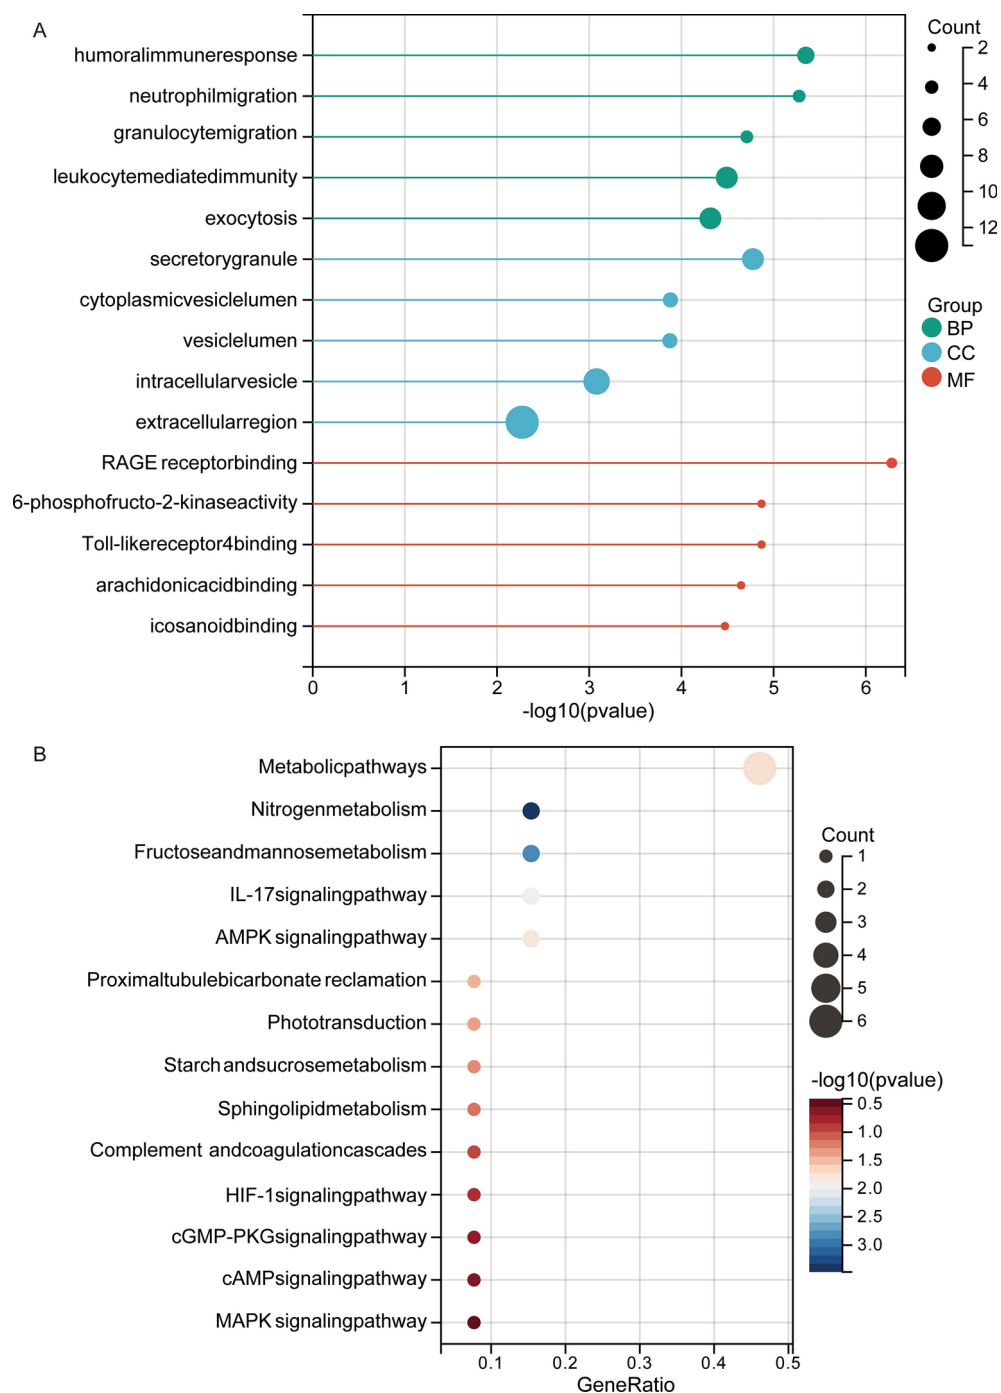 A
humoralimmuneresponse
neutrophilmigration
granulocytemigration
leukocytemediatedimmunity
exocytosis
secretorygranule
cytoplasmicvesiclelumen
vesiclelumen
intracellularvesicle
extracellularregion
RAGE receptorbinding
6-phosphofructo-2-kinaseactivity
Toll-likereceptor4binding
arachidonicacidbinding
icosanoidbinding
0 1 2 3 4 5 6
-log10(pvalue)
Count
2
4
6
8
10
12
Group
BP
CC
MF
B
Metabolicpathways
Nitrogenmetabolism
Fructoseandmannosemetabolism
IL-17signalingpathway
AMPK signalingpathway
Proximaltubulebicarbonate reclamation
Phototransduction
Starchandsucrosemetabolism
Sphingolipidmetabolism
Complement andcoagulationcascades
HIF-1signalingpathway
cGMP-PKGsignalingpathway
cAMPsignalingpathway
MAPK signalingpathway
0.1 0.2 0.3 0.4 0.5
GeneRatio
Count
1
2
3
4
5
6
-log10(pvalue)
0.5
1.0
1.5
2.0
2.5
3.0